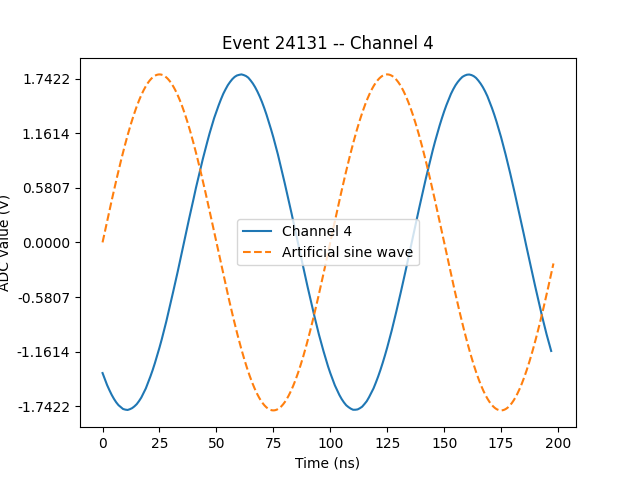 Event 24131 -- Channel 4
1.7422
1.1614
0.5807
0.0000
-0.5807
-1.1614
-1.7422
ADC Value (V)
Channel 4
Artificial sine wave
0 25 50 75 100 125 150 175 200
Time (ns)